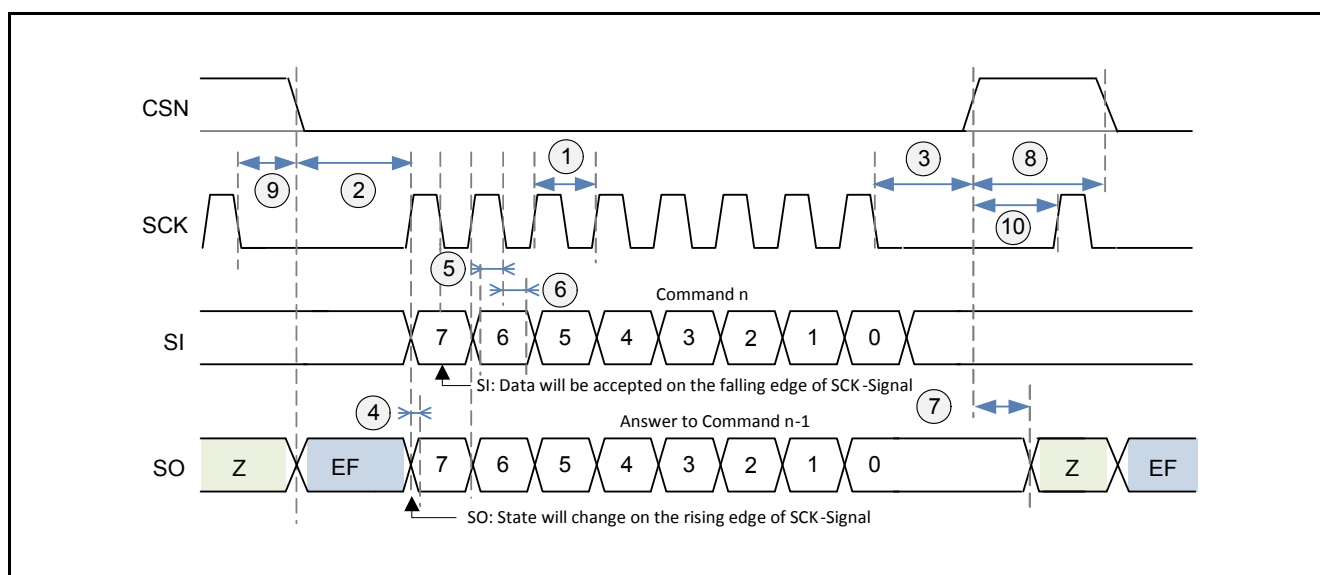 CSN
1
3
8
9
2
10
SCK
5
6
Command n
SI
7 6 5 4 3 2 1 0
SI: Data will be accepted on the falling edge of SCK-Signal
4
Answer to Command n-1
7
SO
Z EF 7 6 5 4 3 2 1 0 Z EF
SO: State will change on the rising edge of SCK-Signal